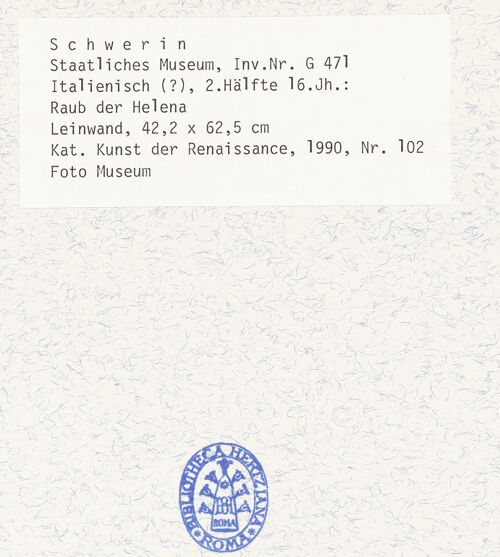 S c h w e r i n
Staatliches Museum, Inv.Nr. G 471
Italienisch (?), 2.Hälfte 16.Jh.:
Raub der Helena
Leinwand, 42,2 x 62,5 cm
Kat. Kunst der Renaissance, 1990, Nr. 102
Foto Museum
BIBLIOTHECA HERTZIANA
ROMA
ROMA